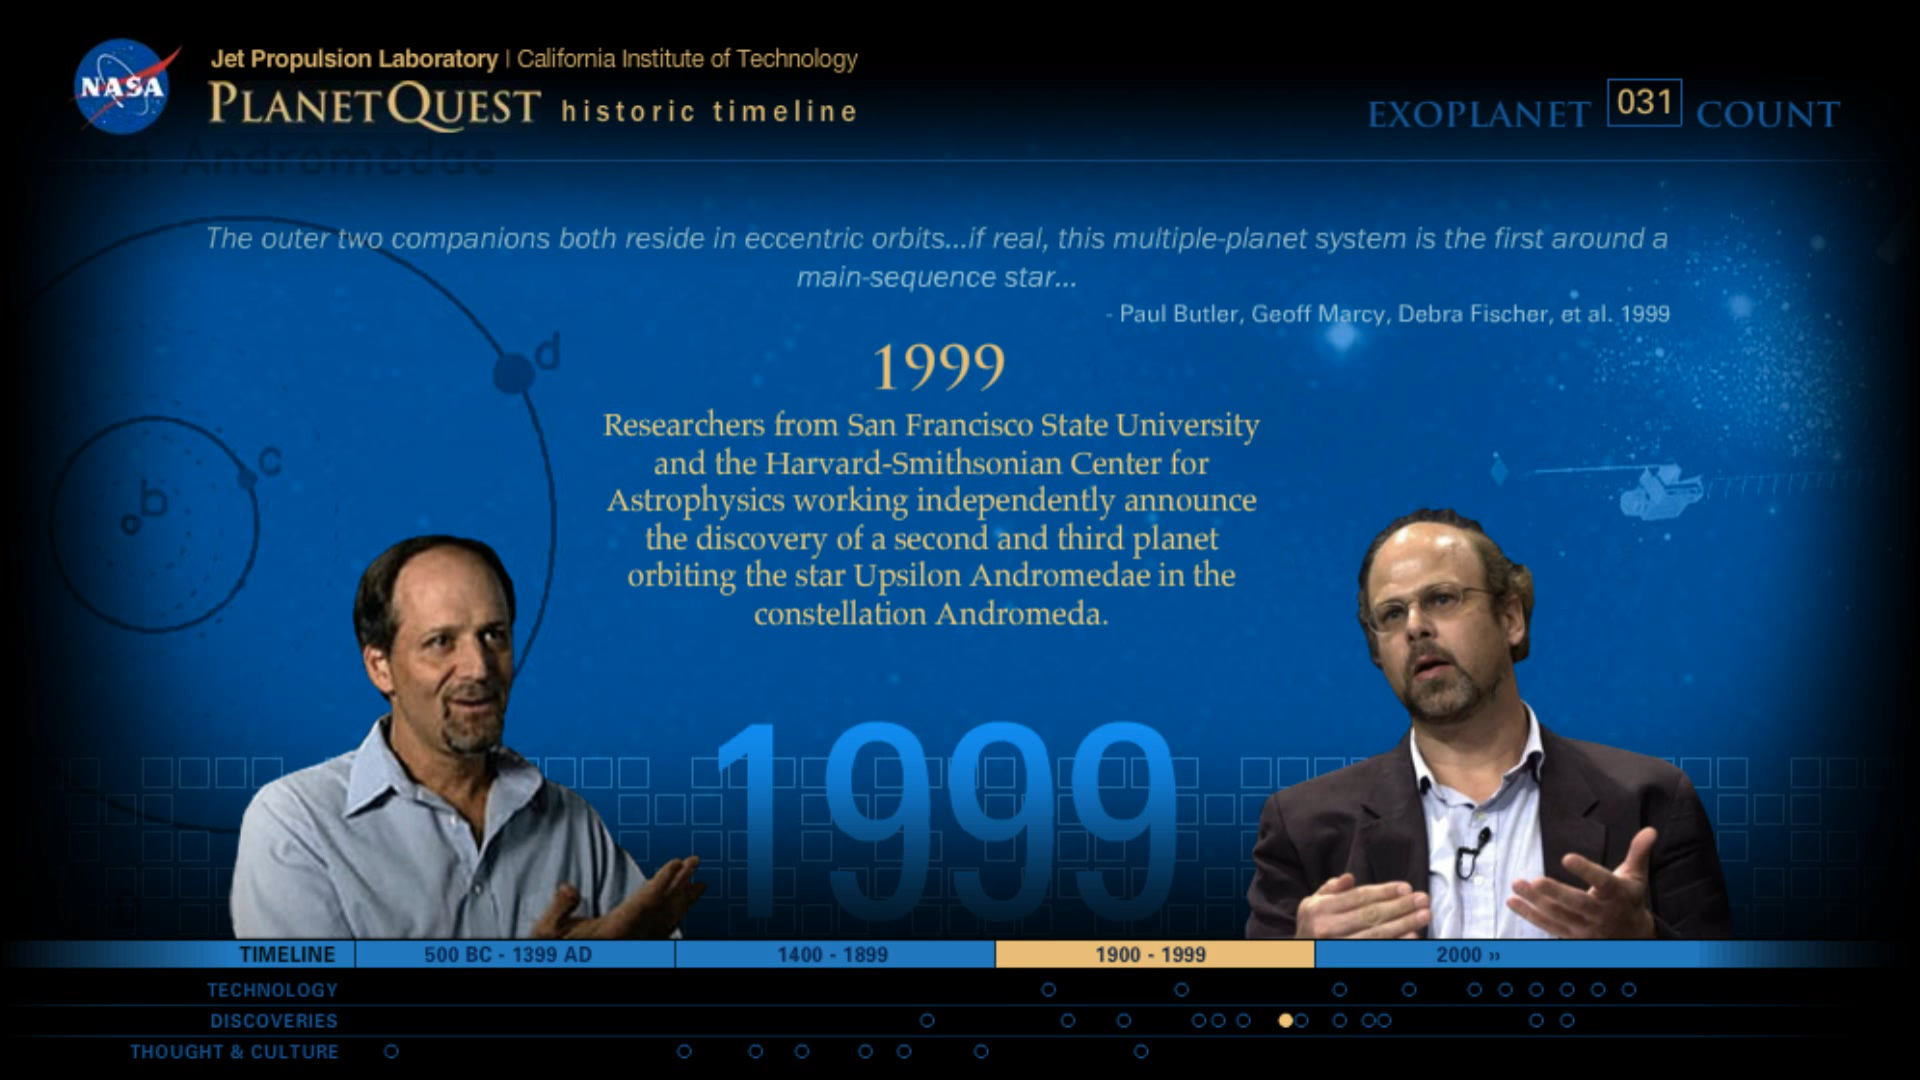 NASA
Jet Propulsion Laboratory | California Institute of Technology
PLANETQUEST historic timeline
EXOPLANET 031 COUNT
Andromedae
The outer two companions both reside in eccentric orbits...if real, this multiple-planet system is the first around a
main-sequence star...
- Paul Butler, Geoff Marcy, Debra Fischer, et al. 1999
1999
Researchers from San Francisco State University
and the Harvard-Smithsonian Center for
Astrophysics working independently announce
the discovery of a second and third planet
orbiting the star Upsilon Andromedae in the
constellation Andromeda.
d
c
b
1999
TIMELINE 500 BC - 1399 AD 1400 - 1899 1900 - 1999 2000 »
TECHNOLOGY
DISCOVERIES
THOUGHT & CULTURE